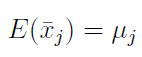 E(x̄ⱼ) = μⱼ